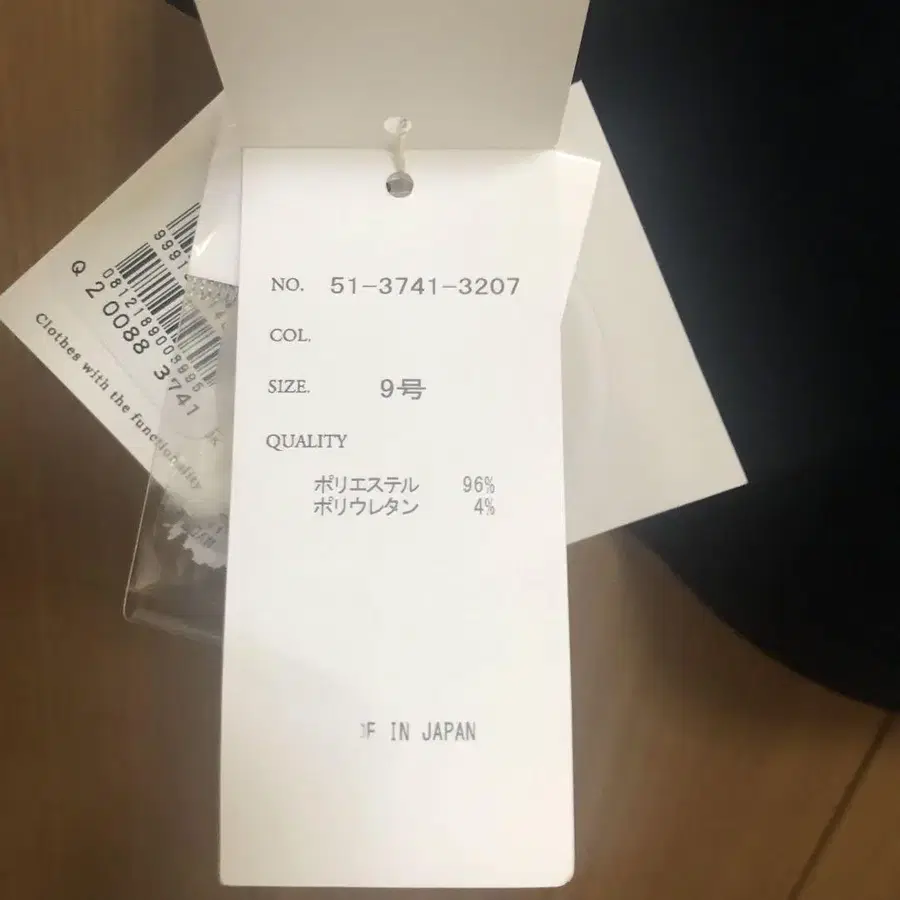 NO. 51-3741-3207
COL.
SIZE. 9号
QUALITY
ポリエステル 96%
ポリウレタン 4%
IN JAPAN
Q
2 0088 3741
Clothes with the functionality